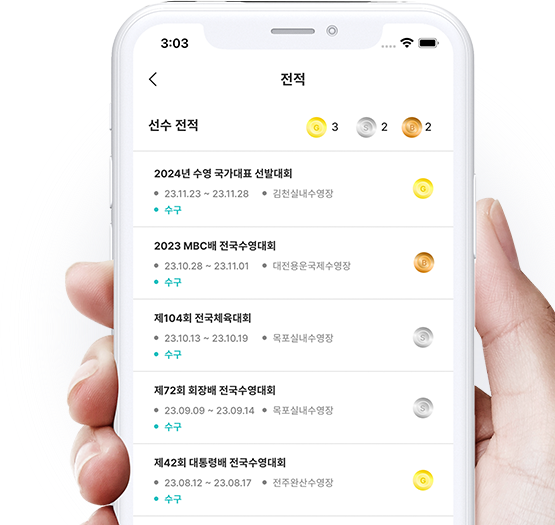 3:03
전적
선수 전적 G 3 S 2 B 2
2024년 수영 국가대표 선발대회
23.11.23 ~ 23.11.28 김천실내수영장 G
수구
2023 MBC배 전국수영대회
23.10.28 ~ 23.11.01 대전용운국제수영장 B
수구
제104회 전국체육대회
23.10.13 ~ 23.10.19 목포실내수영장 S
수구
제72회 회장배 전국수영대회
23.09.09 ~ 23.09.14 목포실내수영장 S
수구
제42회 대통령배 전국수영대회
23.08.12 ~ 23.08.17 전주완산수영장 G
수구